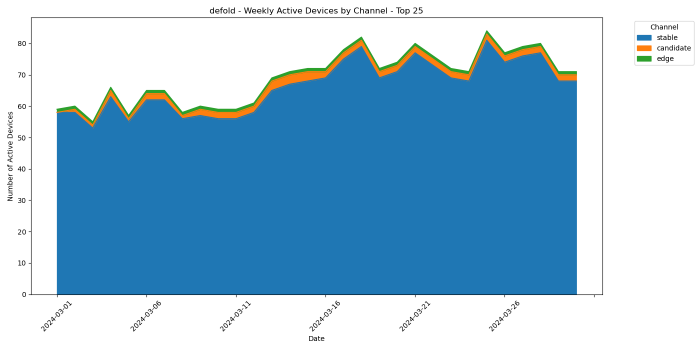 defold - Weekly Active Devices by Channel - Top 25
Channel
stable
candidate
edge
Number of Active Devices
80
70
60
50
40
30
20
10
0
2024-03-01
2024-03-06
2024-03-11
2024-03-16
2024-03-21
2024-03-26
Date